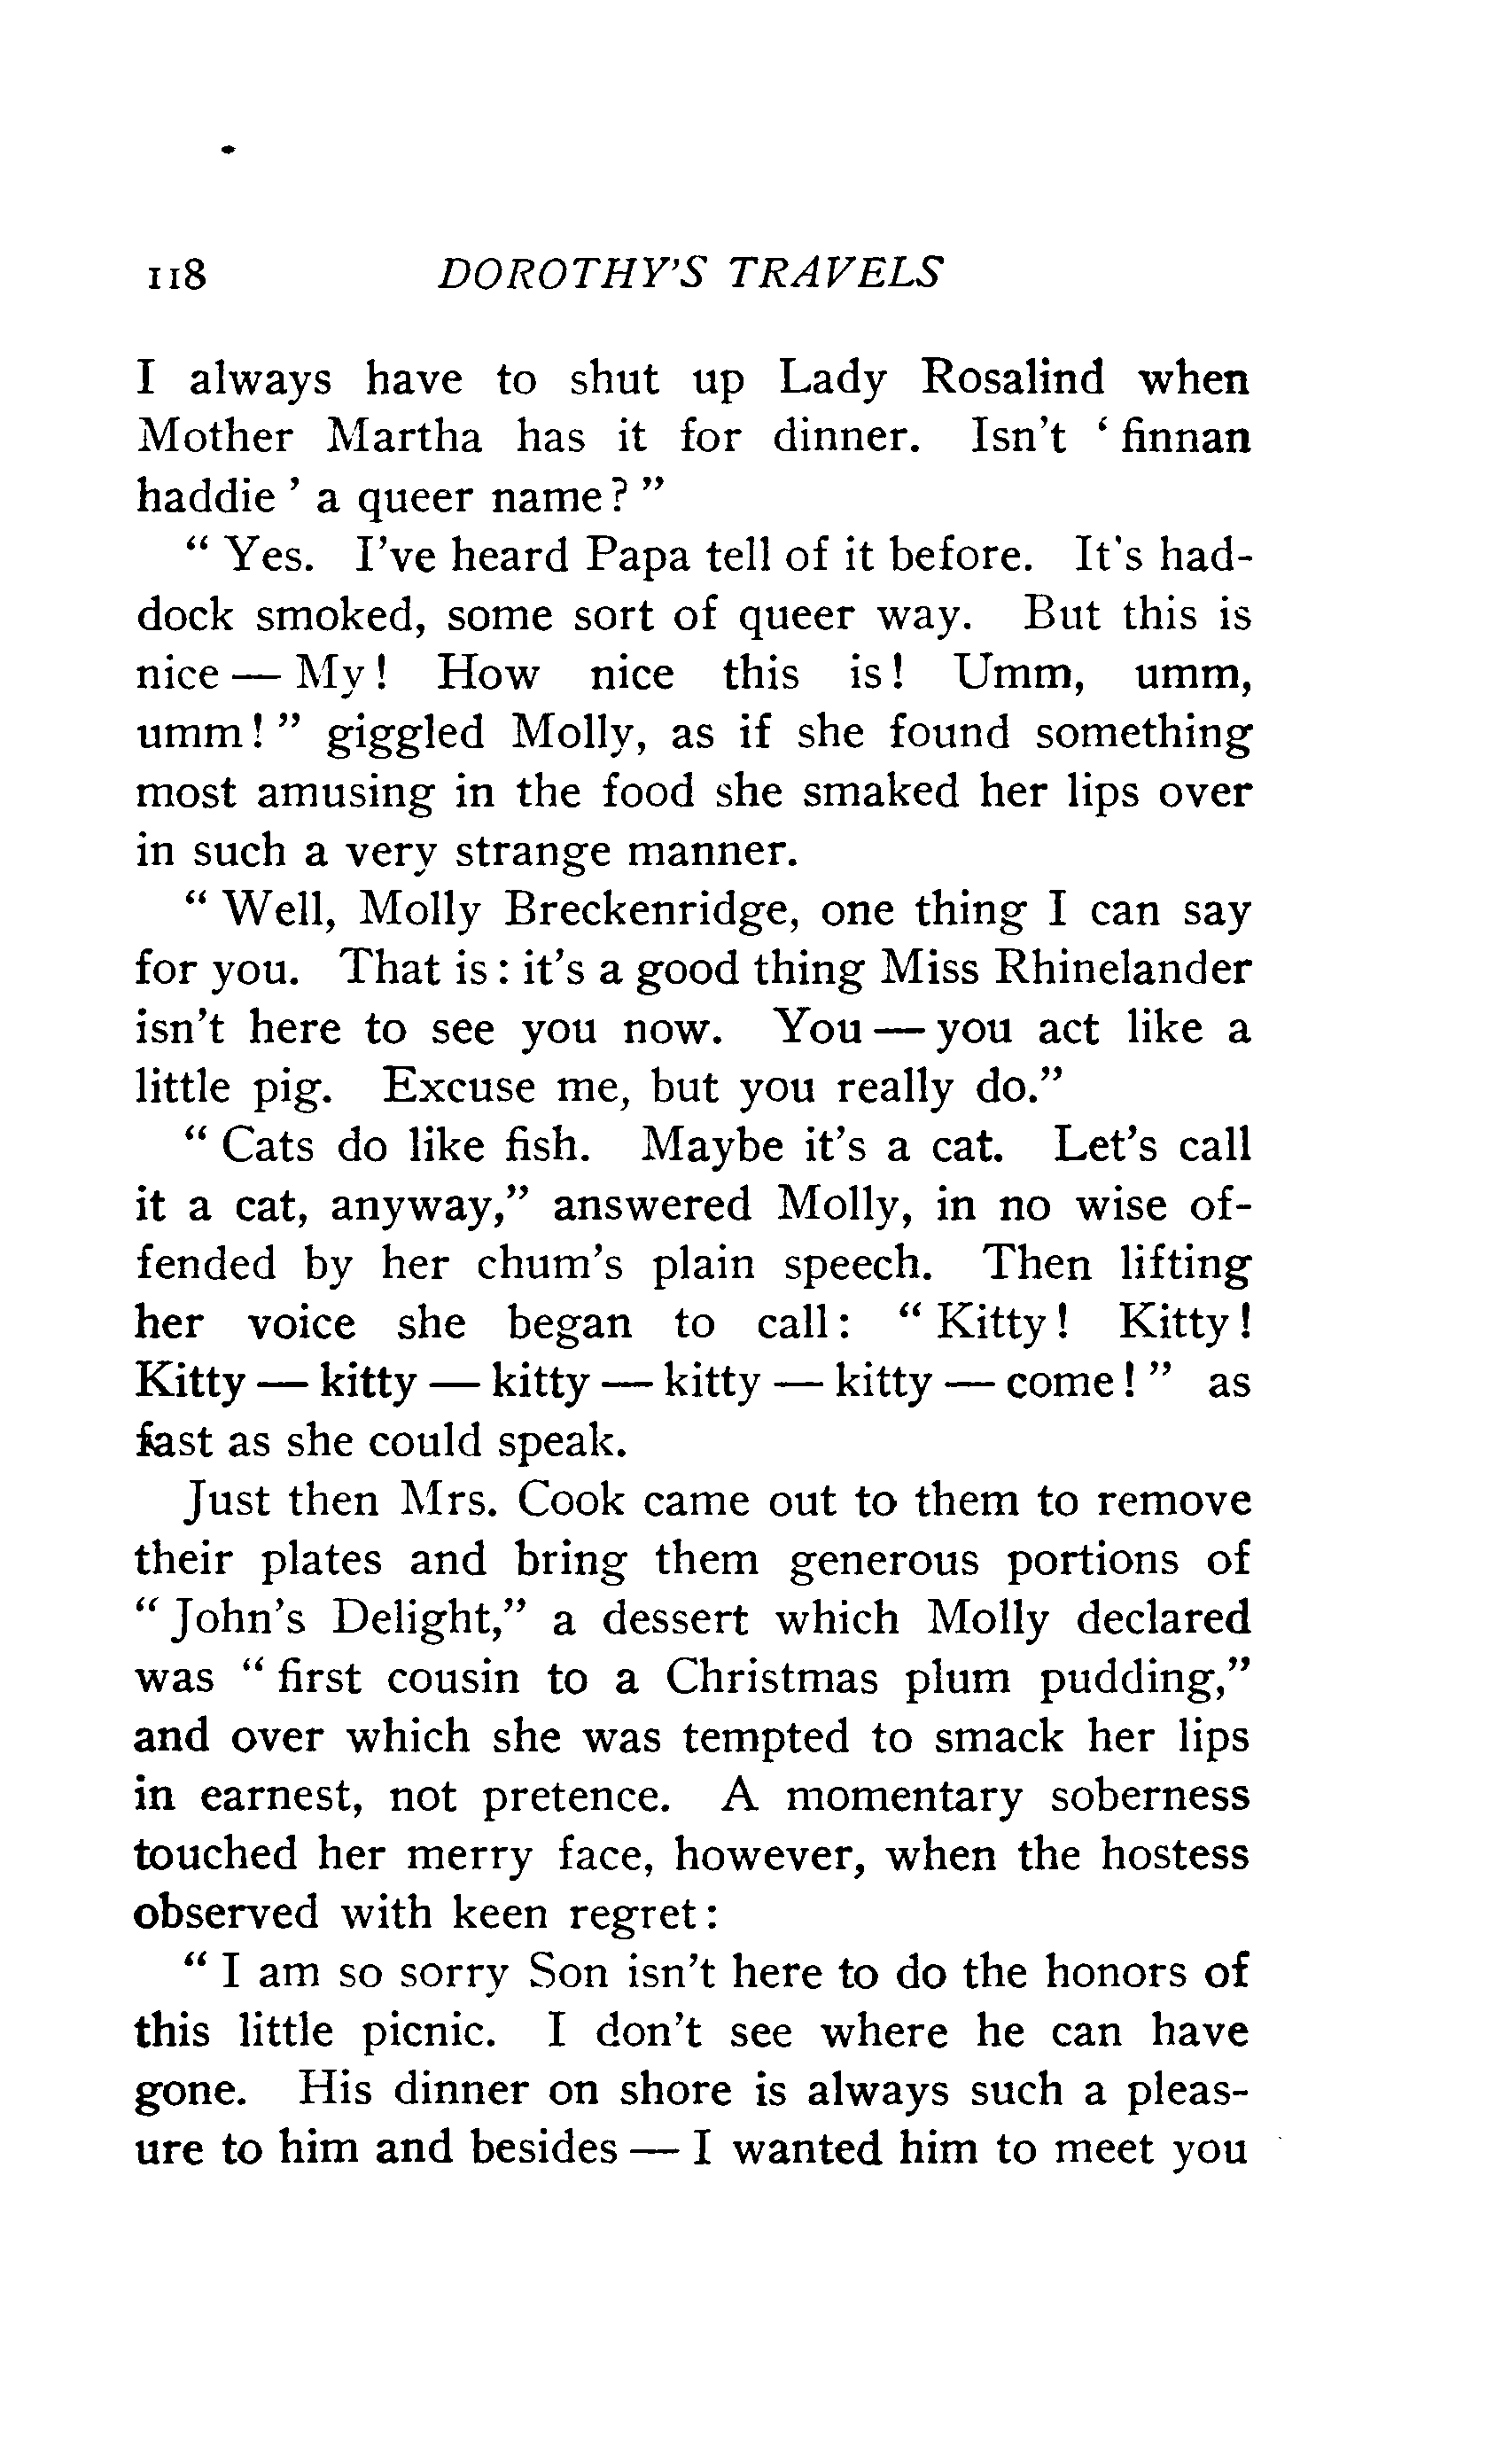 118 DOROTHY'S TRAVELS
I always have to shut up Lady Rosalind when
Mother Martha has it for dinner. Isn't ‘ finnan
haddie ’ a queer name? ”
“ Yes. I've heard Papa tell of it before. It's had-
dock smoked, some sort of queer way. But this is
nice — My! How nice this is! Umm, umm,
umm! ” giggled Molly, as if she found something
most amusing in the food she smaked her lips over
in such a very strange manner.
“ Well, Molly Breckenridge, one thing I can say
for you. That is: it's a good thing Miss Rhinelander
isn't here to see you now. You — you act like a
little pig. Excuse me, but you really do.”
“ Cats do like fish. Maybe it's a cat. Let's call
it a cat, anyway,” answered Molly, in no wise of-
fended by her chum's plain speech. Then lifting
her voice she began to call: “ Kitty! Kitty!
Kitty — kitty — kitty — kitty — kitty — come! ” as
fast as she could speak.
Just then Mrs. Cook came out to them to remove
their plates and bring them generous portions of
“ John's Delight,” a dessert which Molly declared
was “ first cousin to a Christmas plum pudding,”
and over which she was tempted to smack her lips
in earnest, not pretence. A momentary soberness
touched her merry face, however, when the hostess
observed with keen regret:
“ I am so sorry Son isn't here to do the honors of
this little picnic. I don't see where he can have
gone. His dinner on shore is always such a pleas-
ure to him and besides — I wanted him to meet you